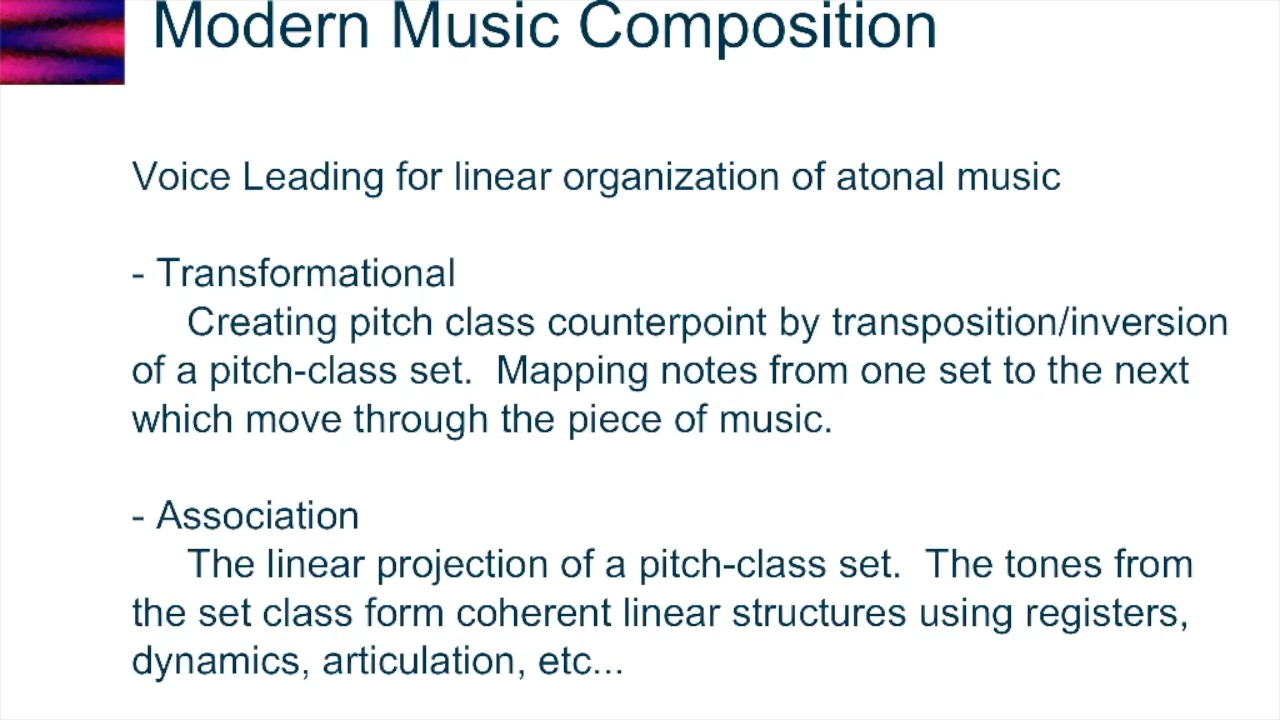 Modern Music Composition
Voice Leading for linear organization of atonal music
- Transformational
Creating pitch class counterpoint by transposition/inversion
of a pitch-class set.  Mapping notes from one set to the next
which move through the piece of music.
- Association
The linear projection of a pitch-class set.  The tones from
the set class form coherent linear structures using registers,
dynamics, articulation, etc...